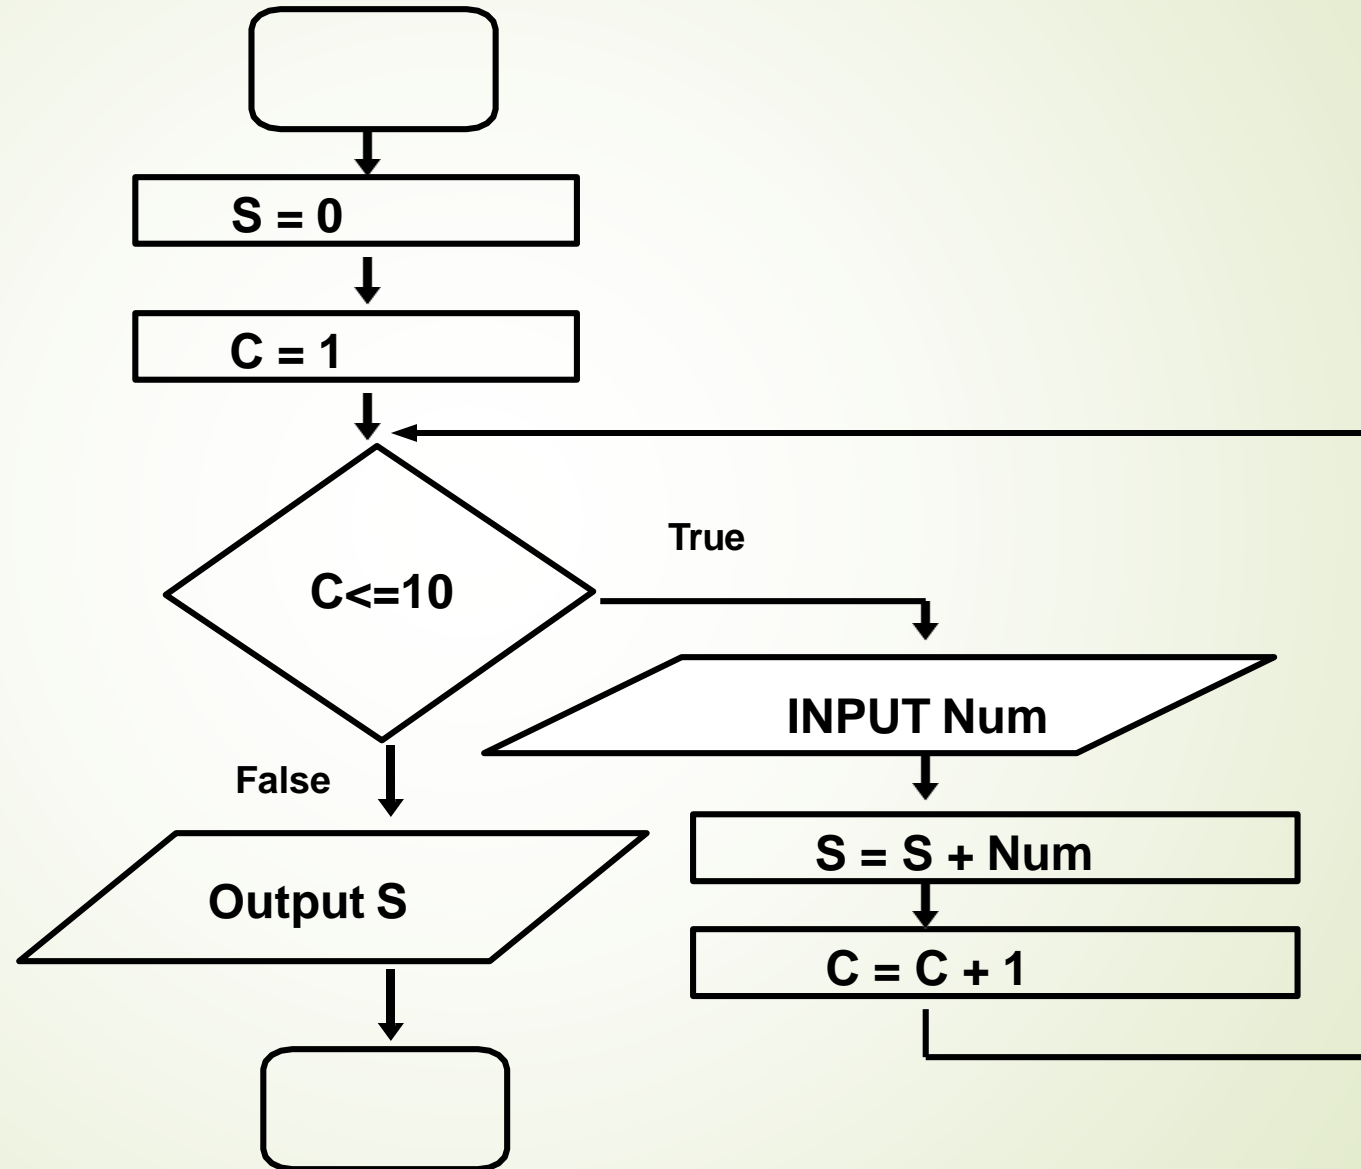 S = 0
C = 1
C<=10
True
INPUT Num
S = S + Num
C = C + 1
False
Output S